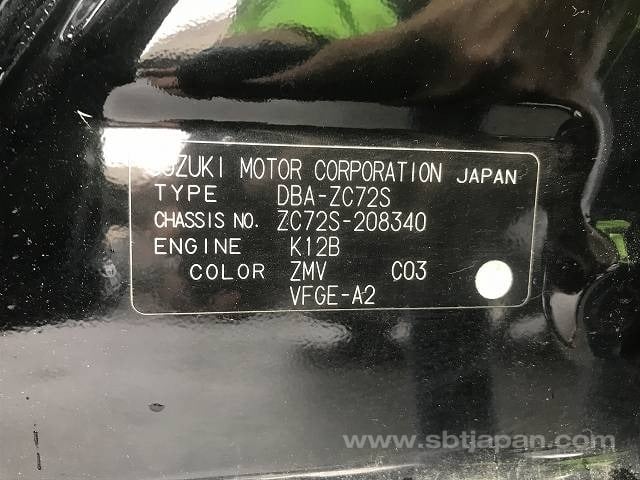 SUZUKI MOTOR CORPORATION JAPAN
TYPE DBA-ZC72S
CHASSIS NO. ZC72S-208340
ENGINE K12B
COLOR ZMV C03
VFGE-A2
www.sbtjapan.com